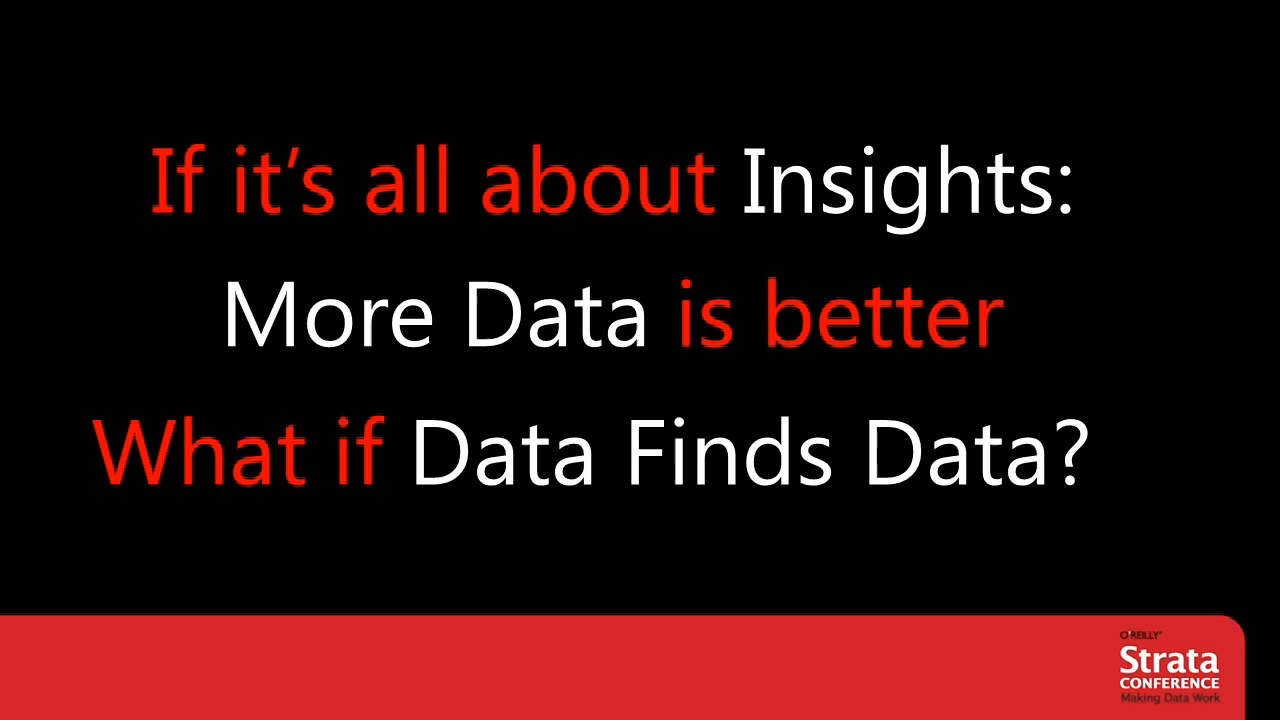 If it’s all about Insights:
More Data is better
What if Data Finds Data?
O'REILLY®
Strata
CONFERENCE
Making Data Work